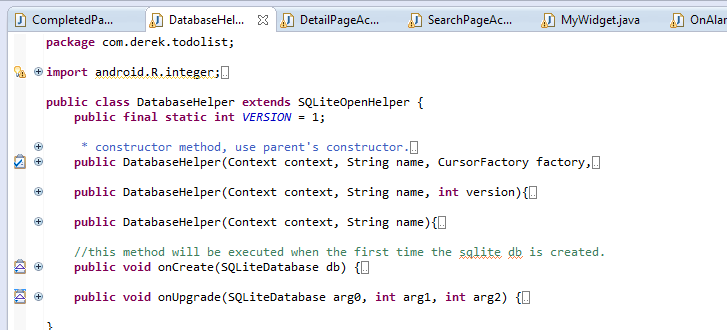 CompletedPa...
DatabaseHel...
DetailPageAc...
SearchPageAc...
MyWidget.java
OnAlar
package com.derek.todolist;
import android.R.integer;
public class DatabaseHelper extends SQLiteOpenHelper {
public final static int VERSION = 1;
* constructor method, use parent's constructor.
public DatabaseHelper(Context context, String name, CursorFactory factory,
public DatabaseHelper(Context context, String name, int version){
public DatabaseHelper(Context context, String name){
//this method will be executed when the first time the sqlite db is created.
public void onCreate(SQLiteDatabase db) {
public void onUpgrade(SQLiteDatabase arg0, int arg1, int arg2) {
}